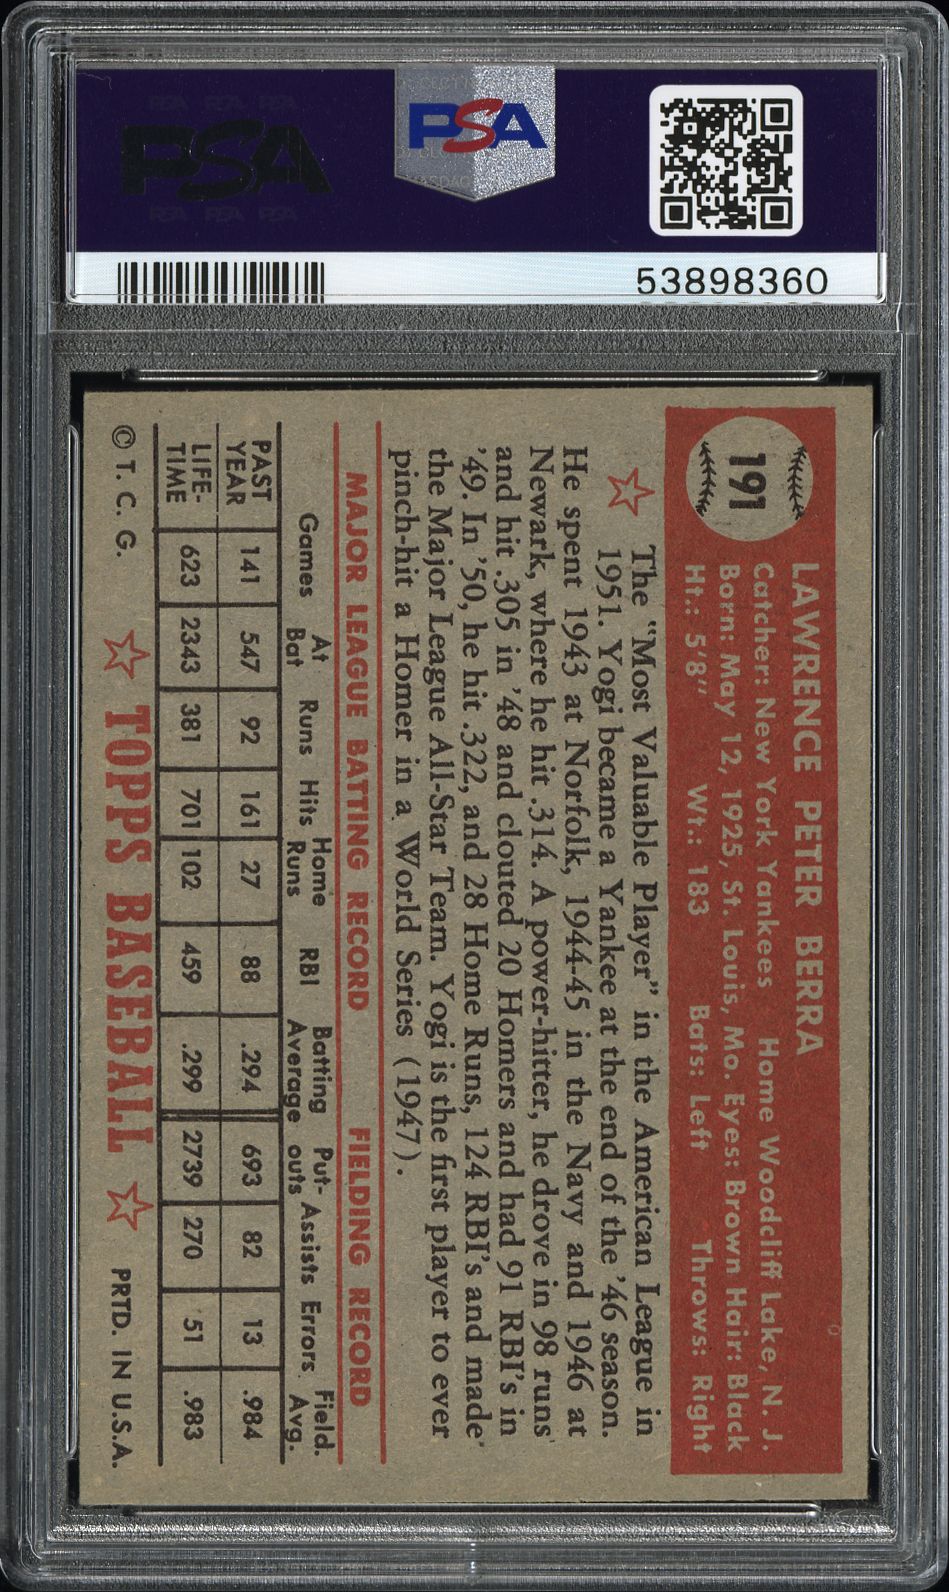 PSA
PSA
PSA PSA PSA
PSA PSA PSA
53898360
191
LAWRENCE PETER BERRA
Catcher: New York Yankees Home Woodcliff Lake, N. J.
Born: May 12, 1925, St. Louis, Mo. Eyes: Brown Hair: Black
Ht.: 5'8" Wt.: 183 Bats: Left Throws: Right
The "Most Valuable Player" in the American League in
1951. Yogi became a Yankee at the end of the '46 season.
He spent 1943 at Norfolk, 1944-45 in the Navy and 1946 at
Newark, where he hit .314. A power-hitter, he drove in 98 runs
and hit .305 in '48 and clouted 20 Homers and had 91 RBI's in
'49. In '50, he hit .322, and 28 Home Runs, 124 RBI's and made
the Major League All-Star Team. Yogi is the first player to ever
pinch-hit a Homer in a World Series (1947).
MAJOR LEAGUE BATTING RECORD FIELDING RECORD
Games At Bat Runs Hits Home Runs RBI Batting Average Put-outs Assists Errors Field. Avg.
PAST YEAR 141 547 92 161 27 88 .294 693 82 13 .984
LIFE-TIME 623 2343 381 701 102 459 .299 2739 270 51 .983
© T. C. G. TOPPS BASEBALL PRTD. IN U.S.A.